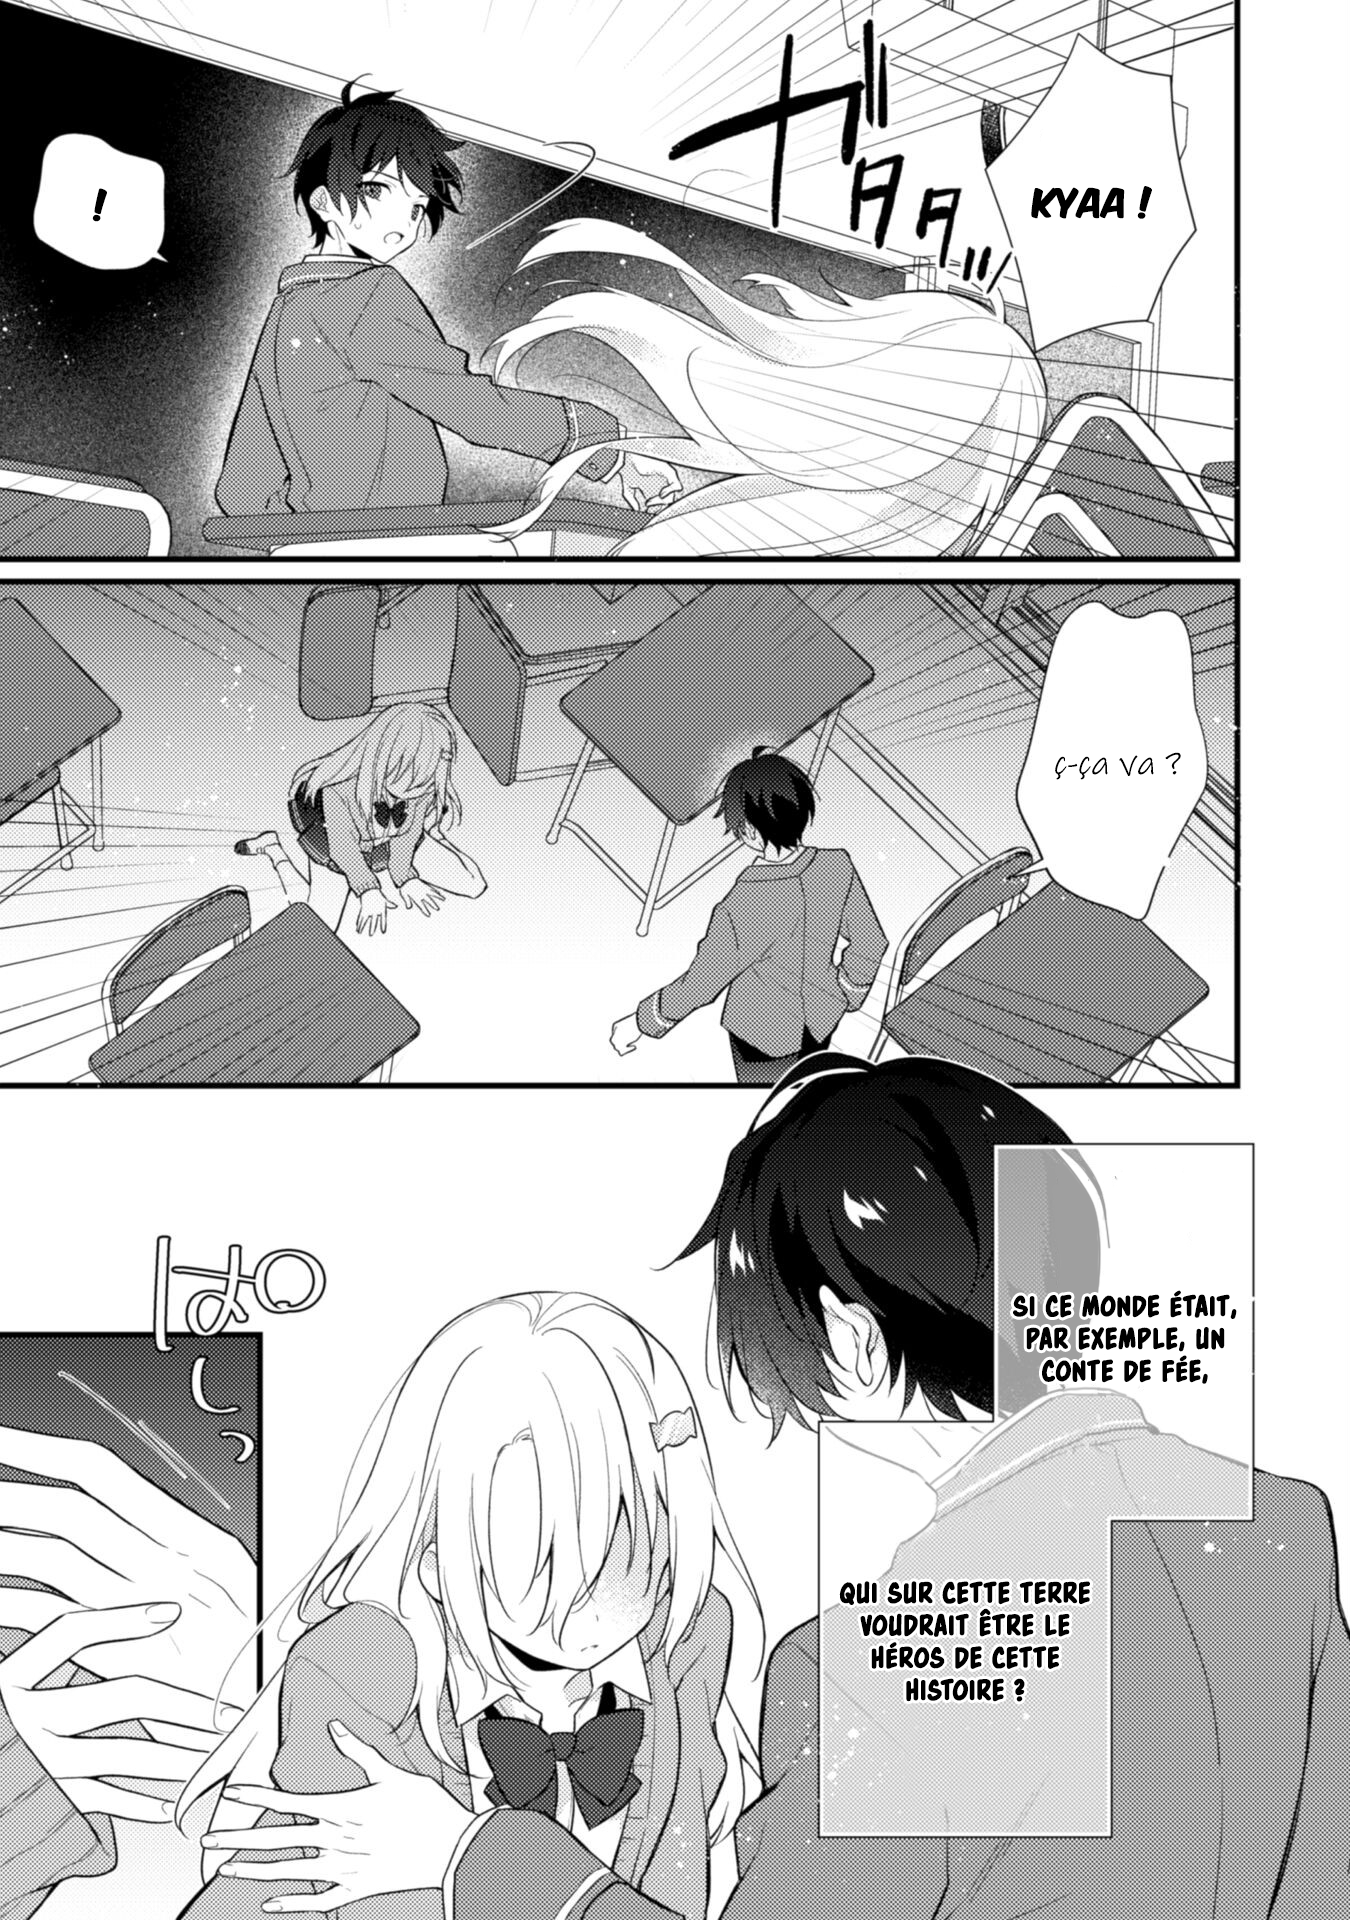 KYAA !
ガタタッ
!
ç-ça va ?
SI CE MONDE ÉTAIT,
PAR EXEMPLE, UN
CONTE DE FÉE,
ぱしっ
QUI SUR CETTE TERRE
VOUDRAIT ÊTRE LE
HÉROS DE CETTE
HISTOIRE ?